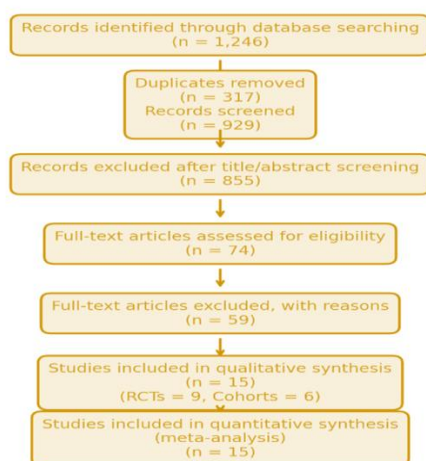 Records identified through database searching
(n = 1,246)
Duplicates removed
(n = 317)
Records screened
(n = 929)
Records excluded after title/abstract screening
(n = 855)
Full-text articles assessed for eligibility
(n = 74)
Full-text articles excluded, with reasons
(n = 59)
Studies included in qualitative synthesis
(n = 15)
(RCTs = 9, Cohorts = 6)
Studies included in quantitative synthesis
(meta-analysis)
(n = 15)